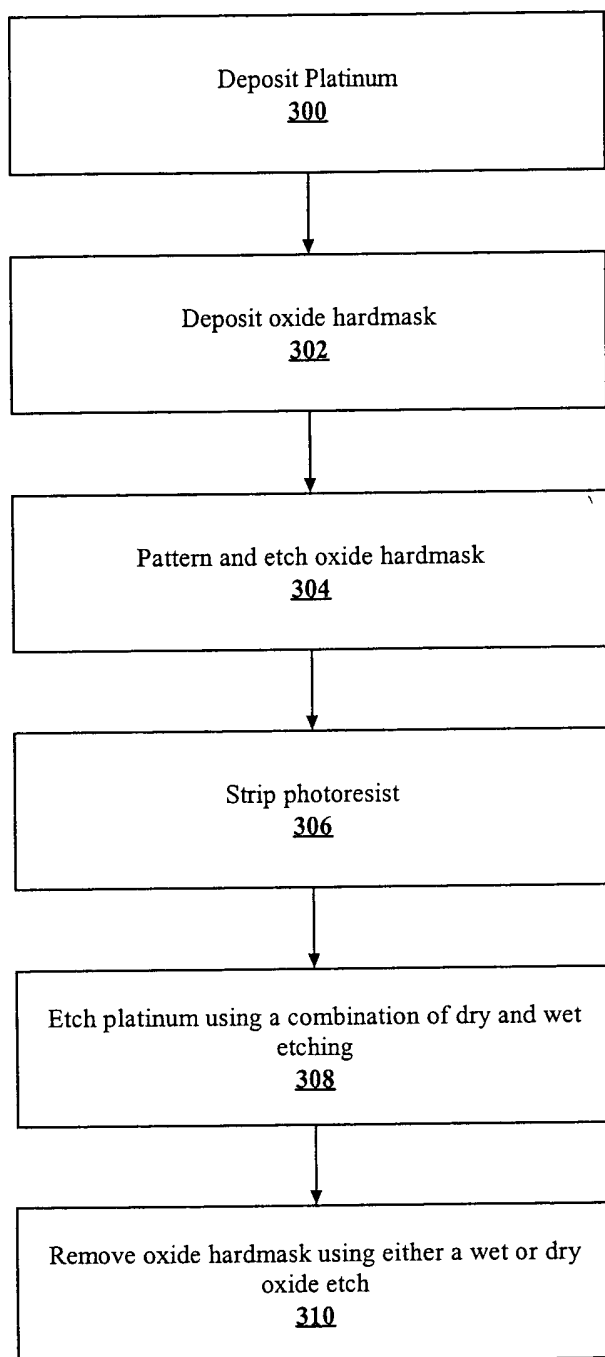 Deposit Platinum
300
Deposit oxide hardmask
302
Pattern and etch oxide hardmask
304
Strip photoresist
306
Etch platinum using a combination of dry and wet
etching
308
Remove oxide hardmask using either a wet or dry
oxide etch
310